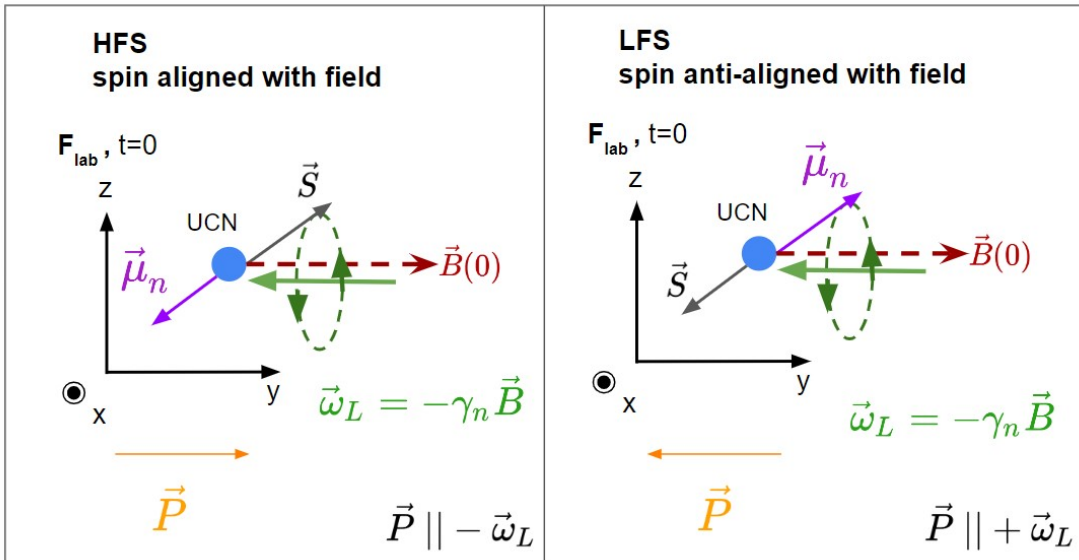 HFS
spin aligned with field
F_lab, t=0
z
S⃗
UCN
μ⃗_n
B⃗(0)
y
x
ω⃗_L = −γ_n B⃗
P⃗
P⃗ || − ω⃗_L
LFS
spin anti-aligned with field
F_lab, t=0
μ⃗_n
z
UCN
B⃗(0)
S⃗
y
x
ω⃗_L = −γ_n B⃗
P⃗
P⃗ || + ω⃗_L